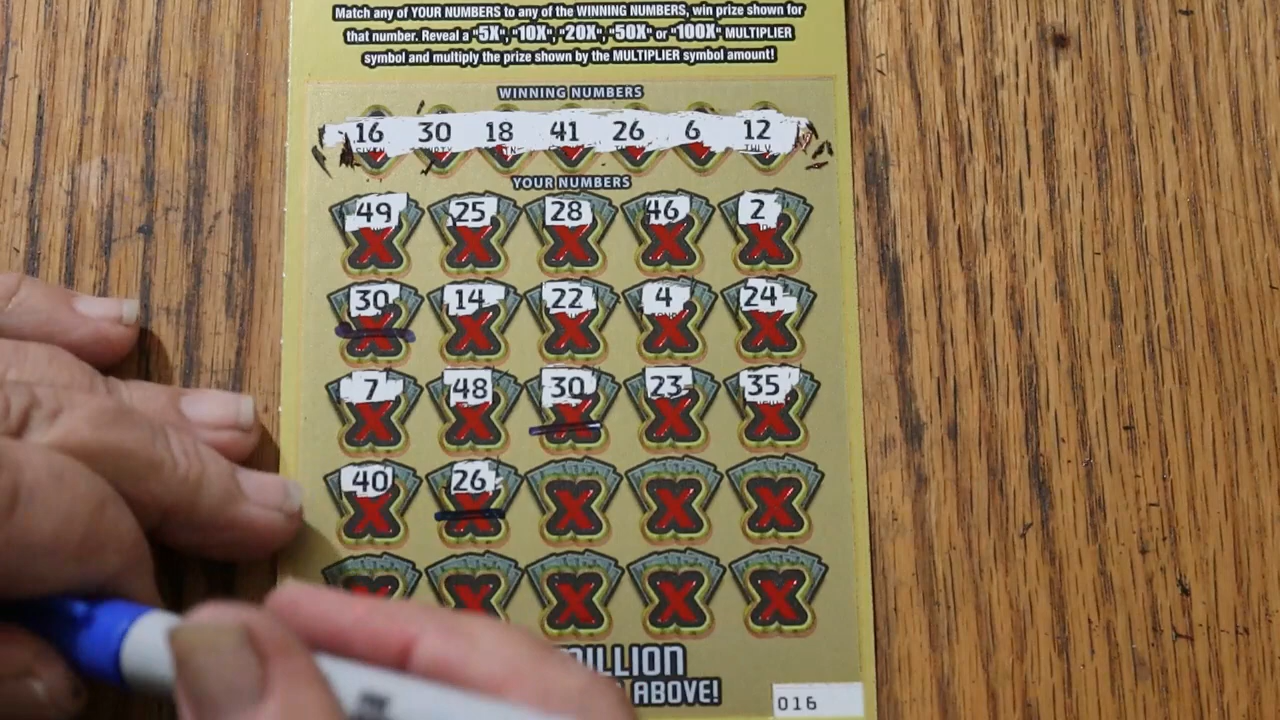 Match any of YOUR NUMBERS to any of the WINNING NUMBERS, win prize shown for
that number. Reveal a "5X", "10X", "20X", "50X" or "100X" MULTIPLIER
symbol and multiply the prize shown by the MULTIPLIER symbol amount!
WINNING NUMBERS
16 30 18 41 26 6 12
YOUR NUMBERS
49 25 28 46 2
X X X X X
30 14 22 4 24
X X X X X
7 48 30 23 35
X X X X X
40 26
X X X X X
X X X X X
MILLION
ABOVE!
016